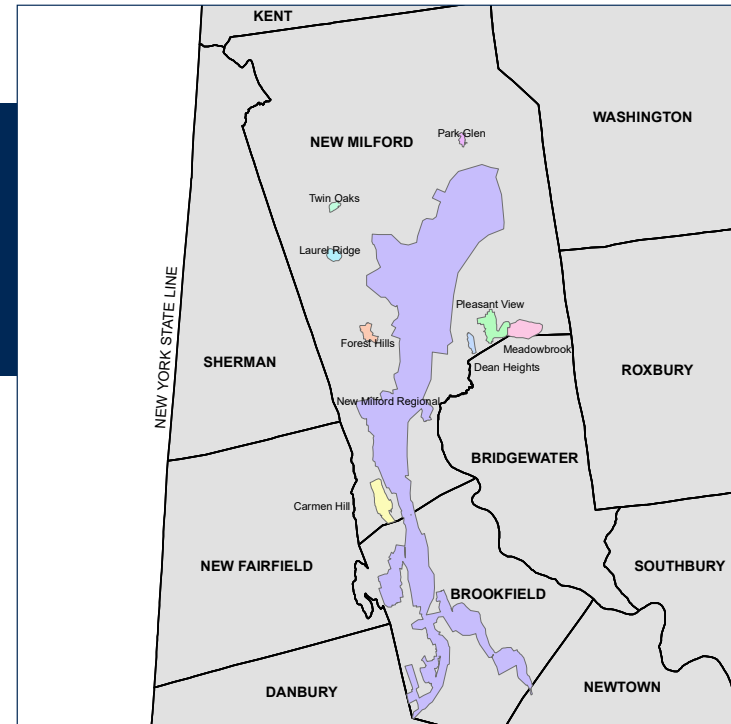 KENT
WASHINGTON
Park Glen
NEW MILFORD
Twin Oaks
Laurel Ridge
NEW YORK STATE LINE
Pleasant View
Forest Hills
Meadowbrook
SHERMAN
Dean Heights
ROXBURY
New Milford Regional
BRIDGEWATER
Carmen Hill
NEW FAIRFIELD
SOUTHBURY
BROOKFIELD
DANBURY
NEWTOWN